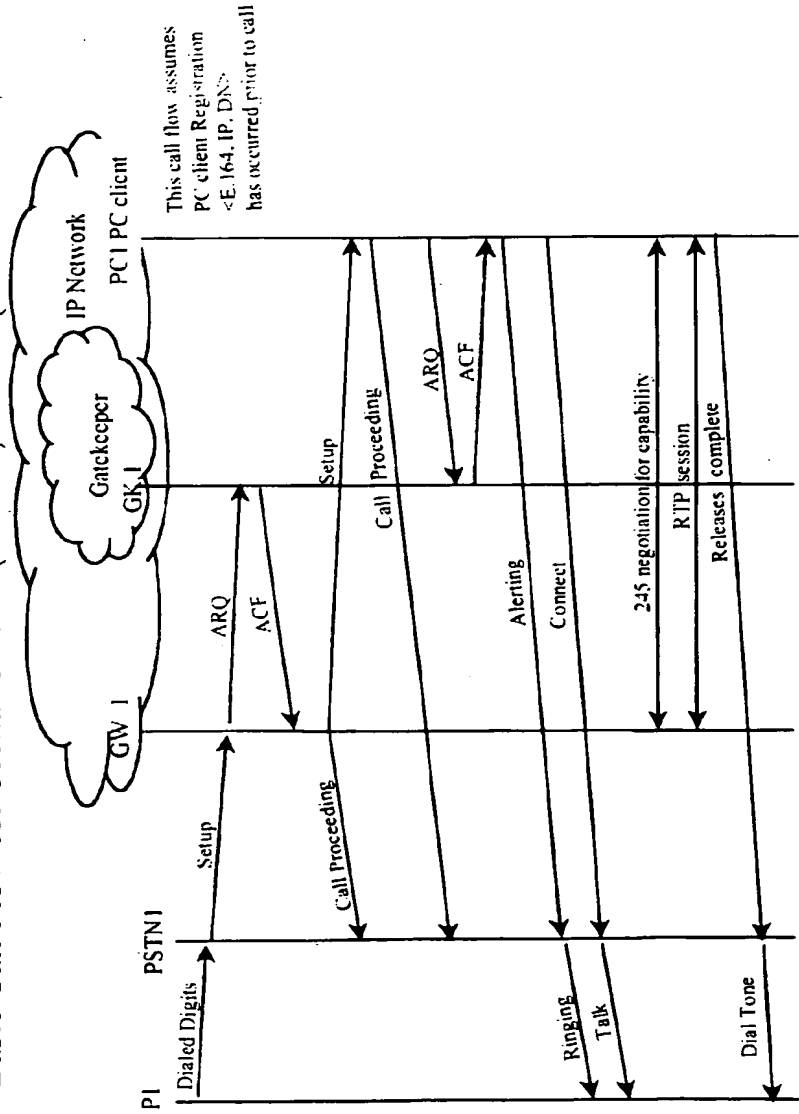 This call flow assumes
PC client Registration
<E.164, IP, DN>
has occurred prior to call
IP Network
PC1 PC client
Gatekeeper
GK 1
GW 1
PSTN1
P1
Dialed Digits
Setup
ARQ
ACF
Setup
Call Proceeding
Call Proceeding
ARQ
ACF
Alerting
Connect
Ringing
Talk
245 negotiation for capability
RTP session
Releases complete
Dial Tone